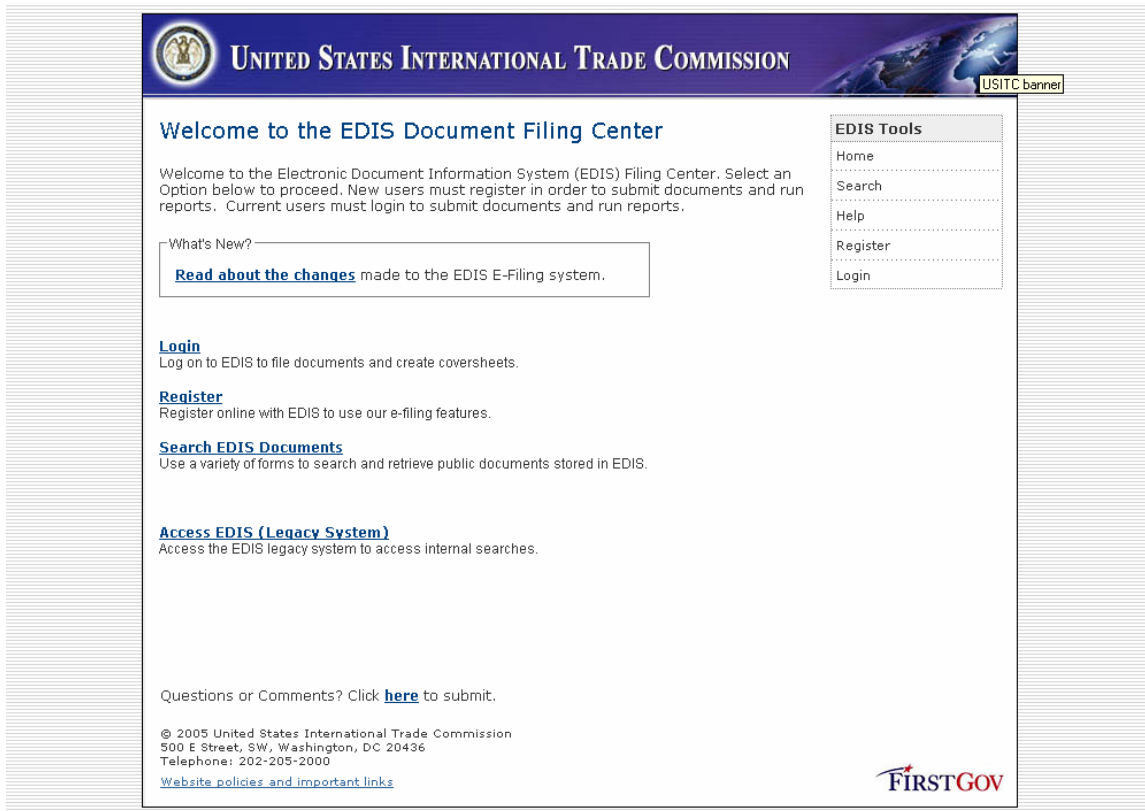 UNITED STATES INTERNATIONAL TRADE COMMISSION
USITC banner
Welcome to the EDIS Document Filing Center
Welcome to the Electronic Document Information System (EDIS) Filing Center. Select an
Option below to proceed. New users must register in order to submit documents and run
reports.  Current users must login to submit documents and run reports.
What's New?
Read about the changes made to the EDIS E-Filing system.
Login
Log on to EDIS to file documents and create coversheets.
Register
Register online with EDIS to use our e-filing features.
Search EDIS Documents
Use a variety of forms to search and retrieve public documents stored in EDIS.
Access EDIS (Legacy System)
Access the EDIS legacy system to access internal searches.
EDIS Tools
Home
Search
Help
Register
Login
Questions or Comments? Click here to submit.
© 2005 United States International Trade Commission
500 E Street, SW, Washington, DC 20436
Telephone: 202-205-2000
Website policies and important links
FIRSTGOV